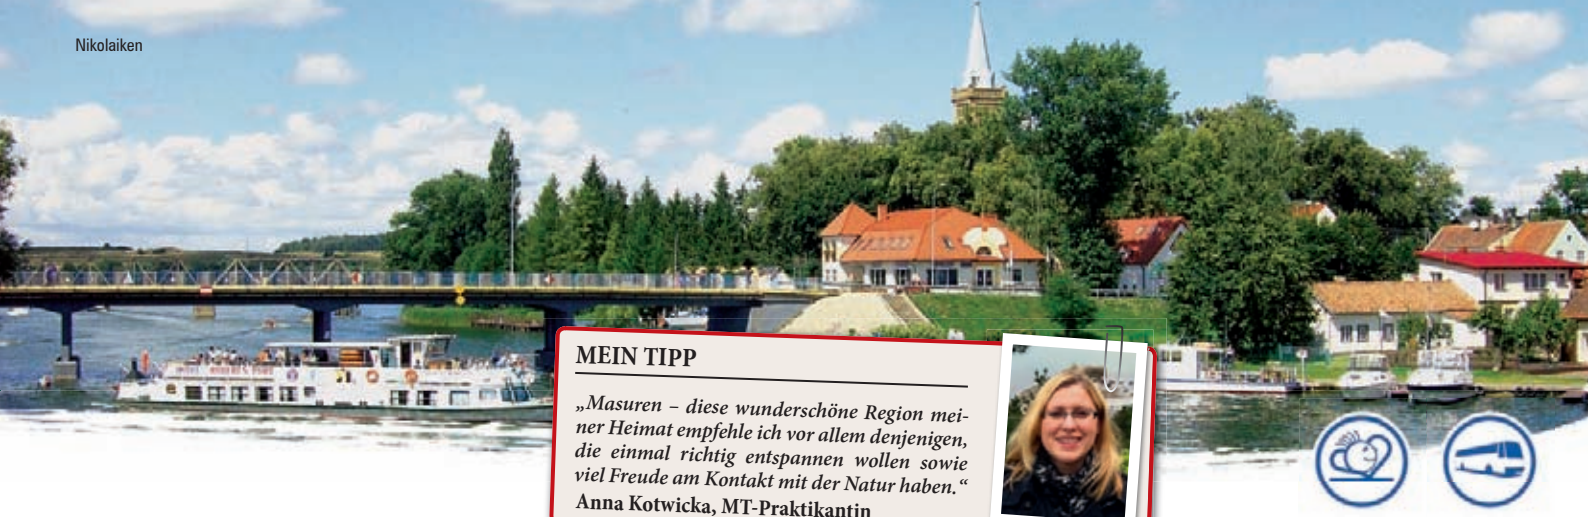 Nikolaiken
MEIN TIPP
„Masuren – diese wunderschöne Region mei-
ner Heimat empfehle ich vor allem denjenigen,
die einmal richtig entspannen wollen sowie
viel Freude am Kontakt mit der Natur haben.“
Anna Kotwicka, MT-Praktikantin